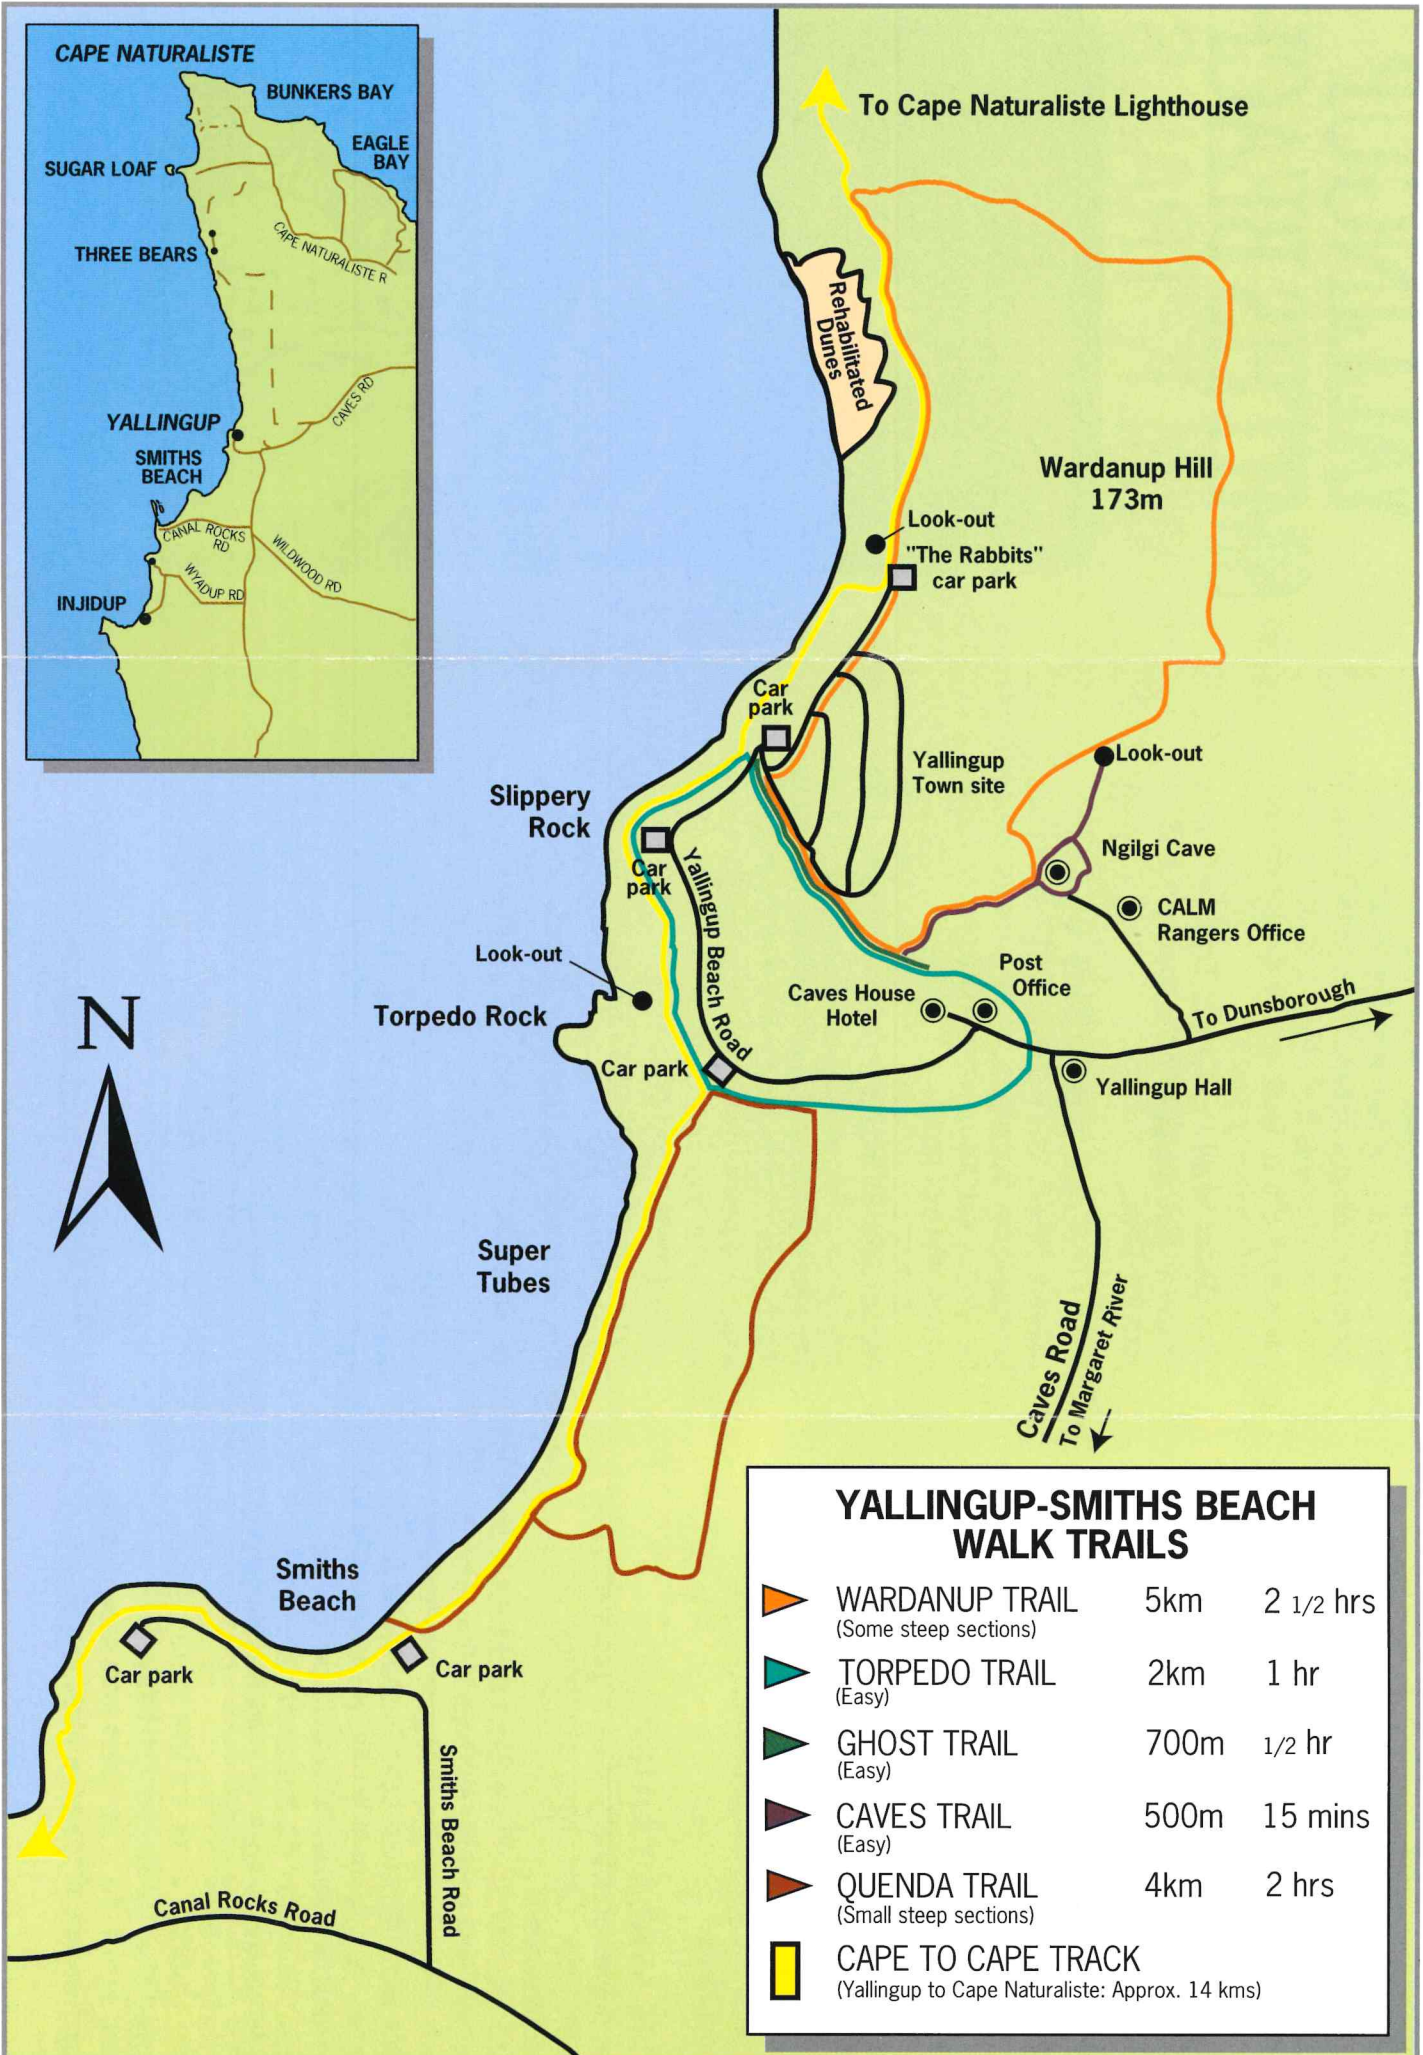 CAPE NATURALISTE
BUNKERS BAY
EAGLE
BAY
SUGAR LOAF
THREE BEARS
CAPE NATURALISTE R
CAVES RD
YALLINGUP
SMITHS
BEACH
CANAL ROCKS
RD
WILDWOOD RD
WYADUP RD
INJIDUP
To Cape Naturaliste Lighthouse
Rehabilitated
Dunes
Wardanup Hill
173m
Look-out
"The Rabbits"
car park
Car
park
Yallingup
Town site
Look-out
Slippery
Rock
Car
park
Yallingup Beach Road
Ngilgi Cave
CALM
Rangers Office
Look-out
Torpedo Rock
Post
Office
Caves House
Hotel
To Dunsborough
Car park
Yallingup Hall
N
Super
Tubes
Caves Road
To Margaret River
Smiths
Beach
Car park
Car park
Smiths Beach Road
Canal Rocks Road
YALLINGUP-SMITHS BEACH
WALK TRAILS
WARDANUP TRAIL 5km 2 1/2 hrs
(Some steep sections)
TORPEDO TRAIL 2km 1 hr
(Easy)
GHOST TRAIL 700m 1/2 hr
(Easy)
CAVES TRAIL 500m 15 mins
(Easy)
QUENDA TRAIL 4km 2 hrs
(Small steep sections)
CAPE TO CAPE TRACK
(Yallingup to Cape Naturaliste: Approx. 14 kms)